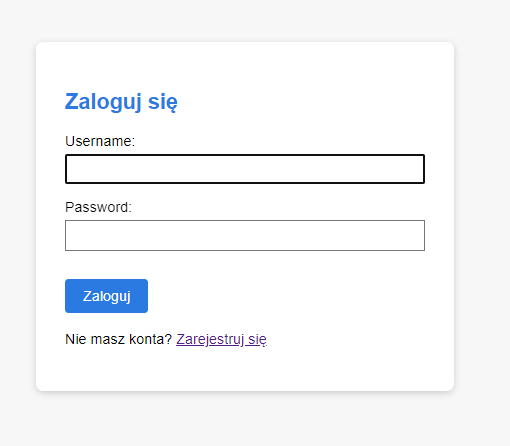 Zaloguj się
Username:
Password:
Zaloguj
Nie masz konta? Zarejestruj się